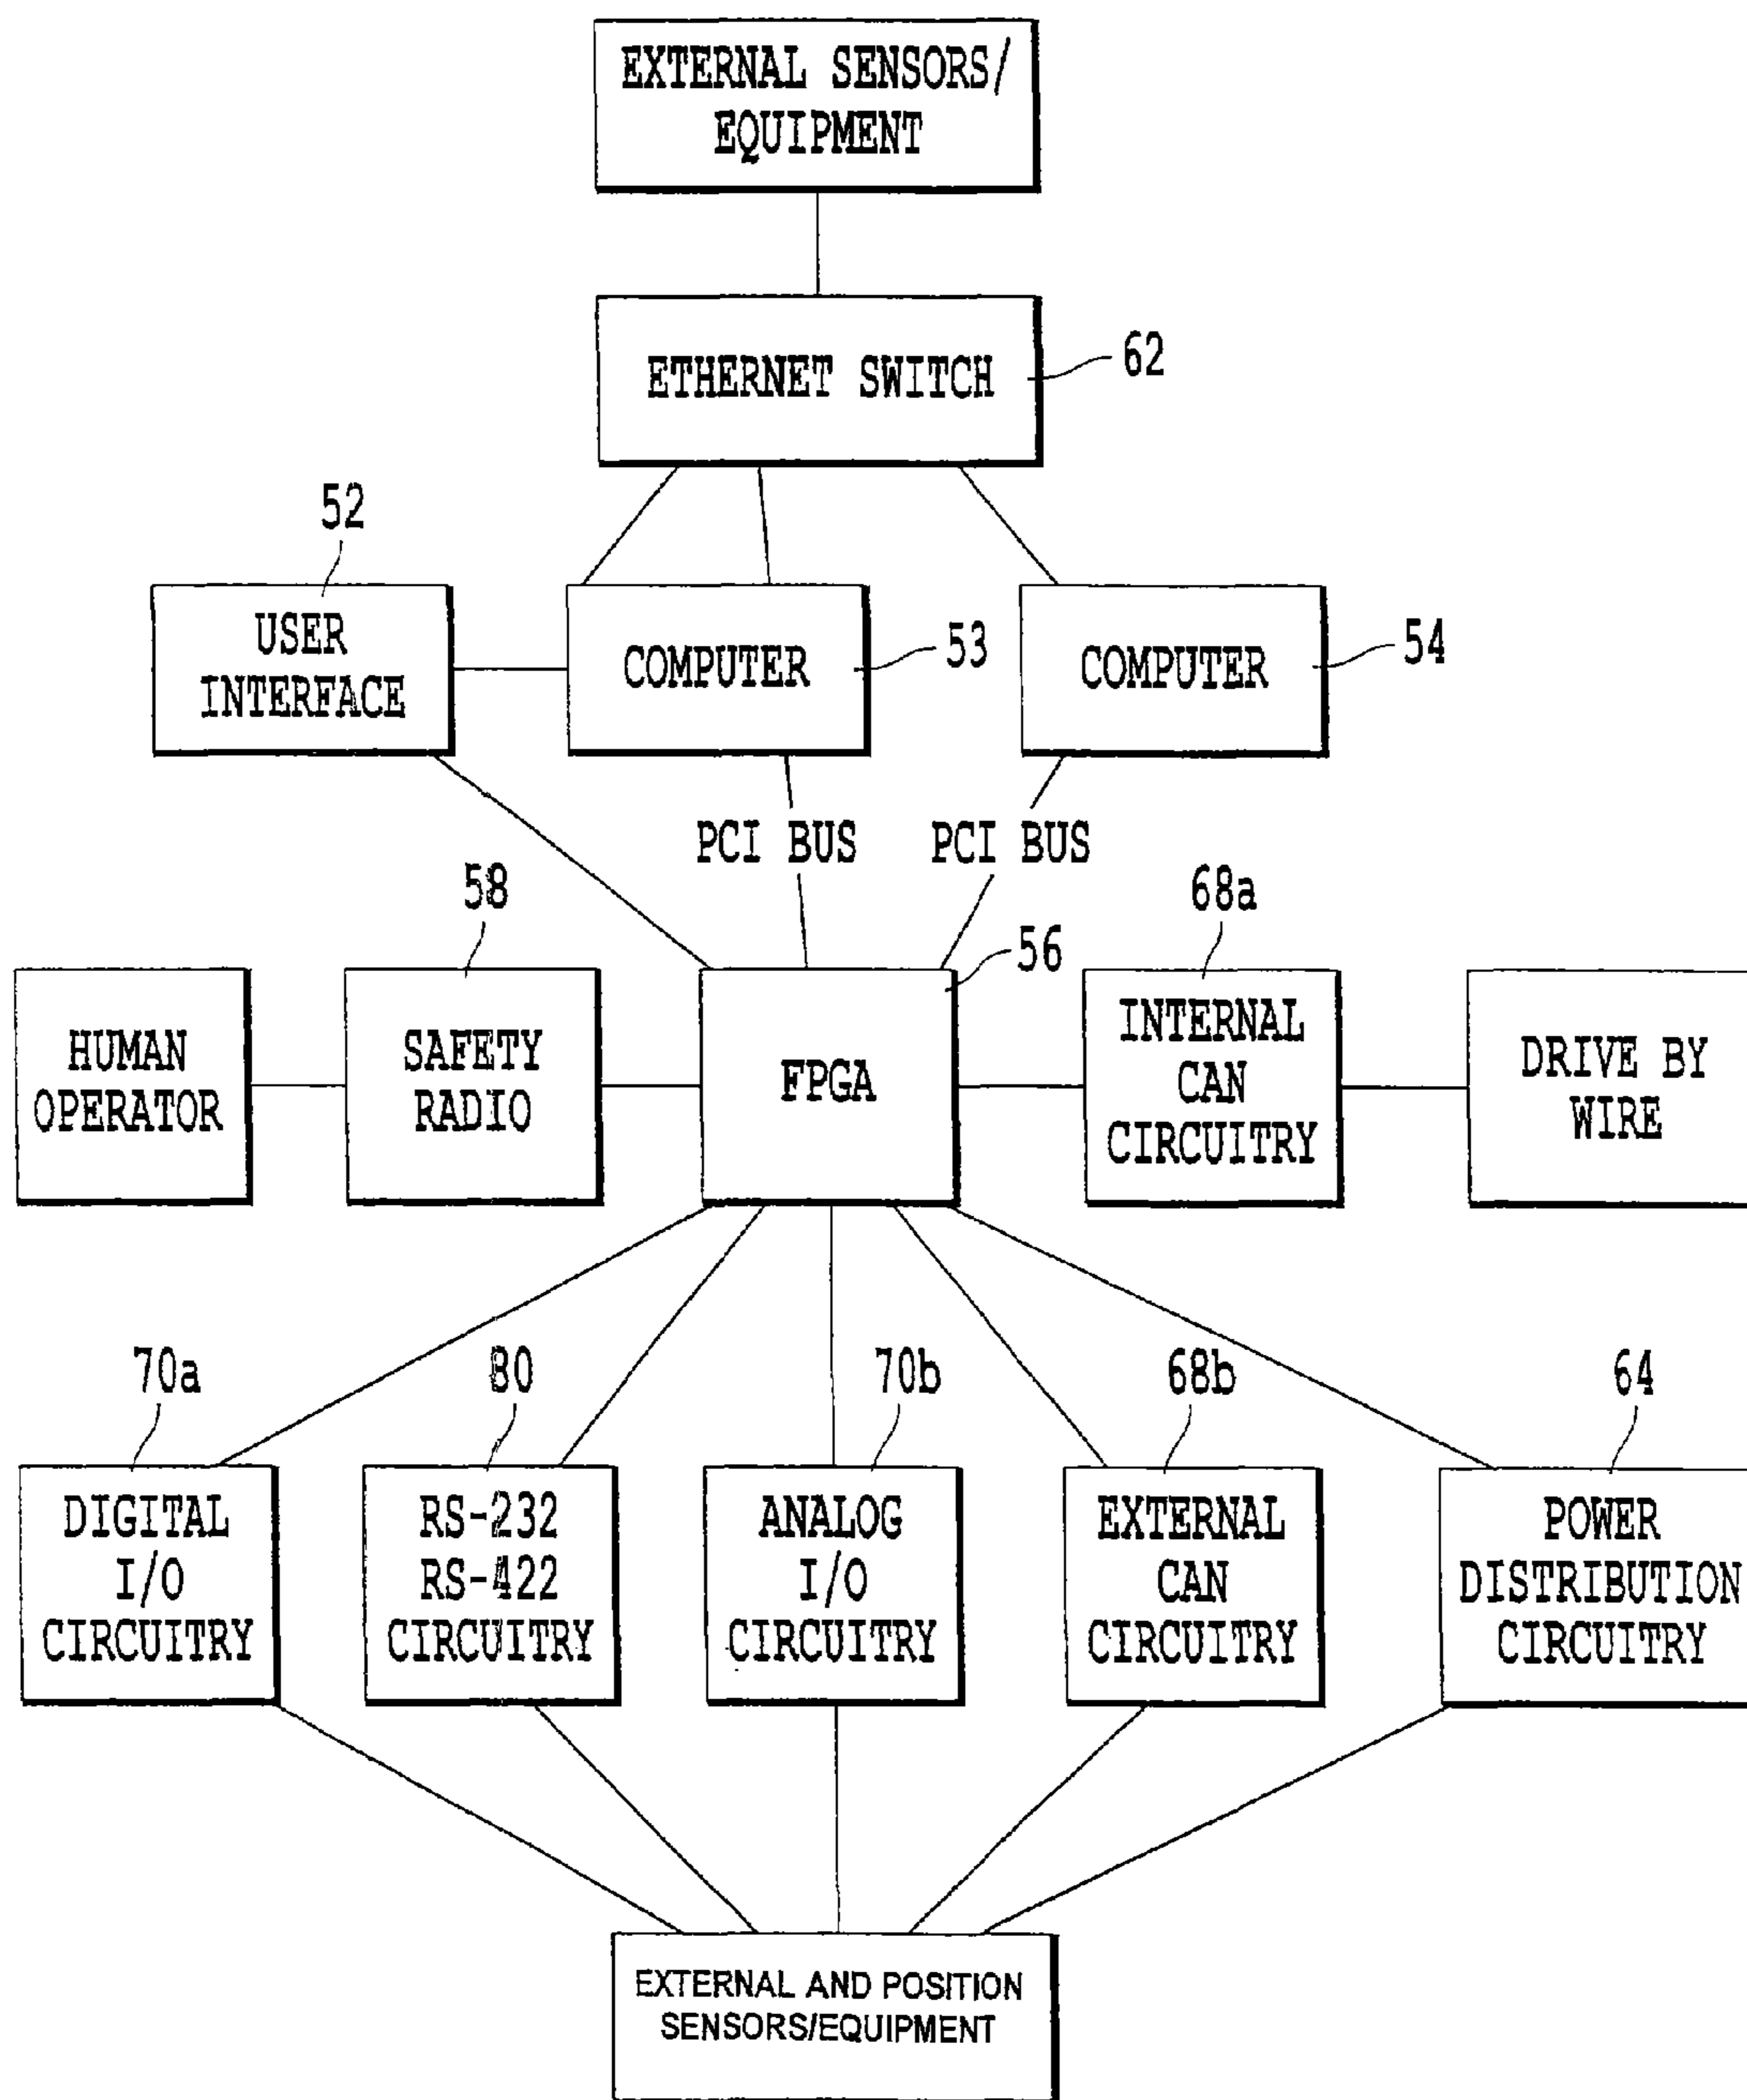 EXTERNAL SENSORS/
EQUIPMENT
ETHERNET SWITCH
62
52
USER
INTERFACE
COMPUTER
53
COMPUTER
54
PCI BUS
PCI BUS
58
56
68a
HUMAN
OPERATOR
SAFETY
RADIO
FPGA
INTERNAL
CAN
CIRCUITRY
DRIVE BY
WIRE
70a
80
70b
68b
64
DIGITAL
I/O
CIRCUITRY
RS-232
RS-422
CIRCUITRY
ANALOG
I/O
CIRCUITRY
EXTERNAL
CAN
CIRCUITRY
POWER
DISTRIBUTION
CIRCUITRY
EXTERNAL AND POSITION
SENSORS/EQUIPMENT